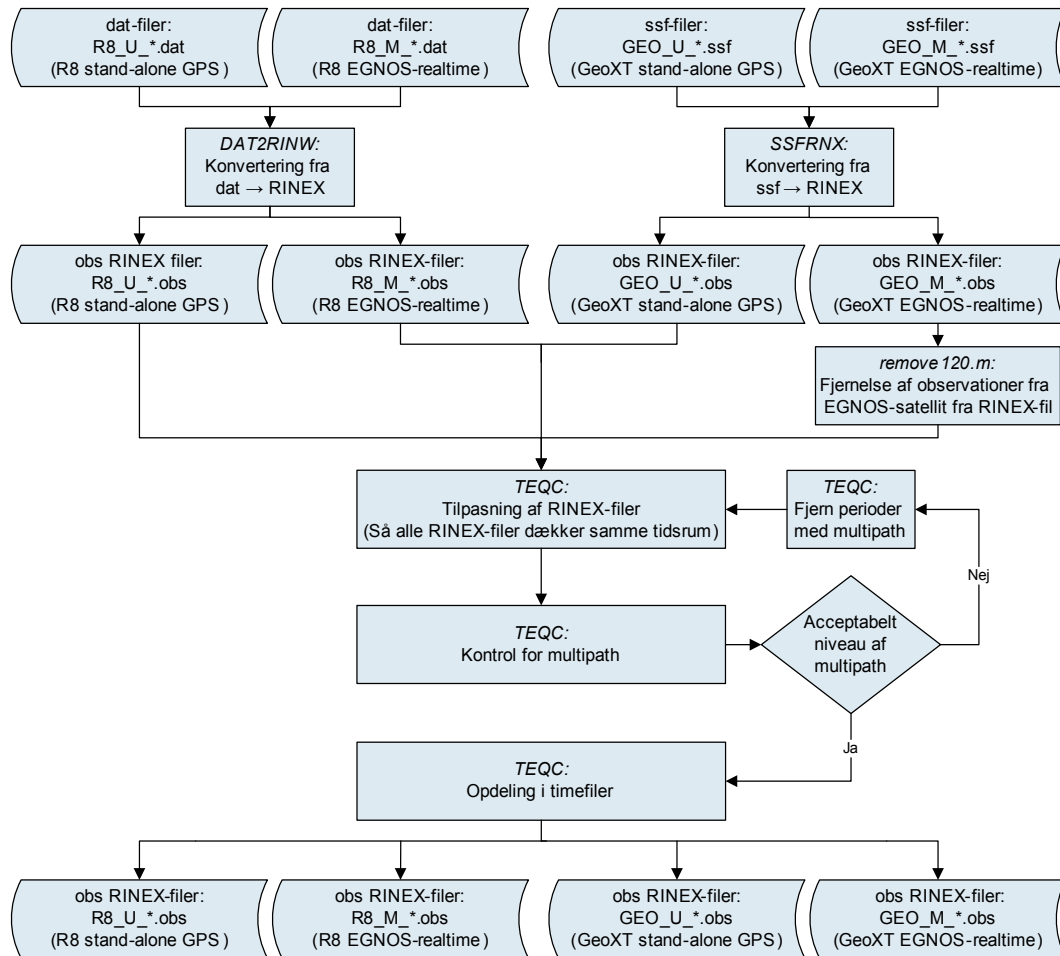 dat-filer:
R8_U_*.dat
(R8 stand-alone GPS)
dat-filer:
R8_M_*.dat
(R8 EGNOS-realtime)
ssf-filer:
GEO_U_*.ssf
(GeoXT stand-alone GPS)
ssf-filer:
GEO_M_*.ssf
(GeoXT EGNOS-realtime)
DAT2RINW:
Konvertering fra
dat → RINEX
SSFRNX:
Konvertering fra
ssf → RINEX
obs RINEX filer:
R8_U_*.obs
(R8 stand-alone GPS)
obs RINEX-filer:
R8_M_*.obs
(R8 EGNOS-realtime)
obs RINEX-filer:
GEO_U_*.obs
(GeoXT stand-alone GPS)
obs RINEX-filer:
GEO_M_*.obs
(GeoXT EGNOS-realtime)
remove120.m:
Fjernelse af observationer fra
EGNOS-satellit fra RINEX-fil
TEQC:
Tilpasning af RINEX-filer
(Så alle RINEX-filer dækker samme tidsrum)
TEQC:
Fjern perioder
med multipath
Nej
TEQC:
Kontrol for multipath
Acceptabelt
niveau af
multipath
Ja
TEQC:
Opdeling i timefiler
obs RINEX-filer:
R8_U_*.obs
(R8 stand-alone GPS)
obs RINEX-filer:
R8_M_*.obs
(R8 EGNOS-realtime)
obs RINEX-filer:
GEO_U_*.obs
(GeoXT stand-alone GPS)
obs RINEX-filer:
GEO_M_*.obs
(GeoXT EGNOS-realtime)